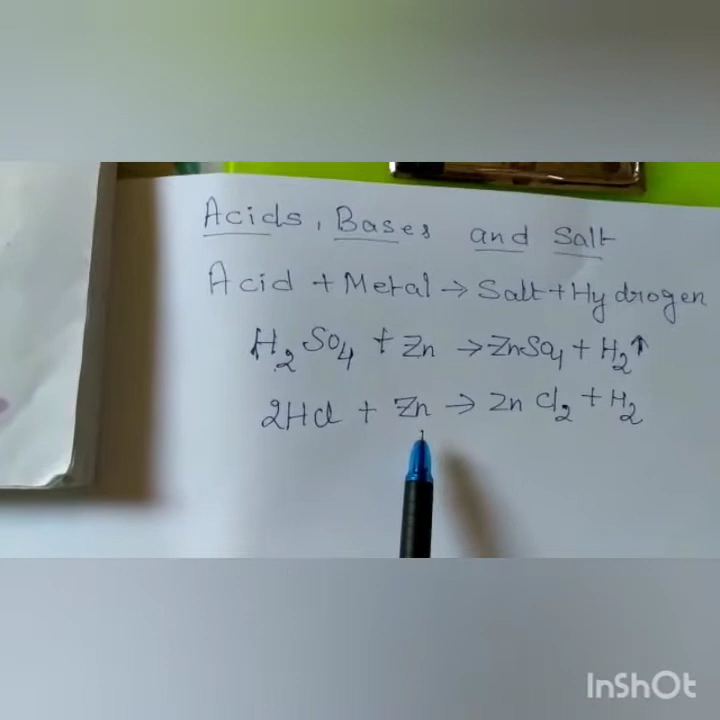 Acids, Bases and Salt
Acid + Metal → Salt + Hydrogen
H₂SO₄ + Zn → ZnSO₄ + H₂↑
2HCl + Zn → ZnCl₂ + H₂
InShOt